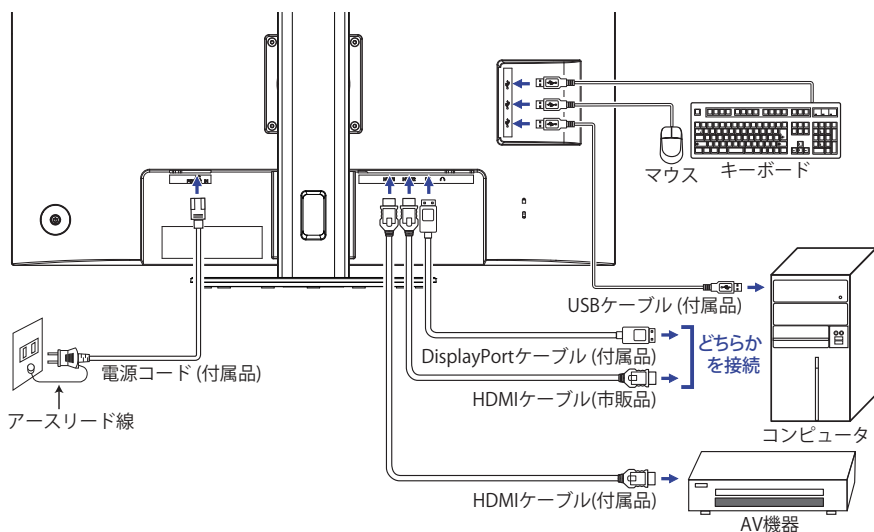 マウス
キーボード
USBケーブル (付属品)
DisplayPortケーブル (付属品)
どちらか
を接続
電源コード (付属品)
HDMIケーブル(市販品)
アースリード線
コンピュータ
HDMIケーブル(付属品)
AV機器